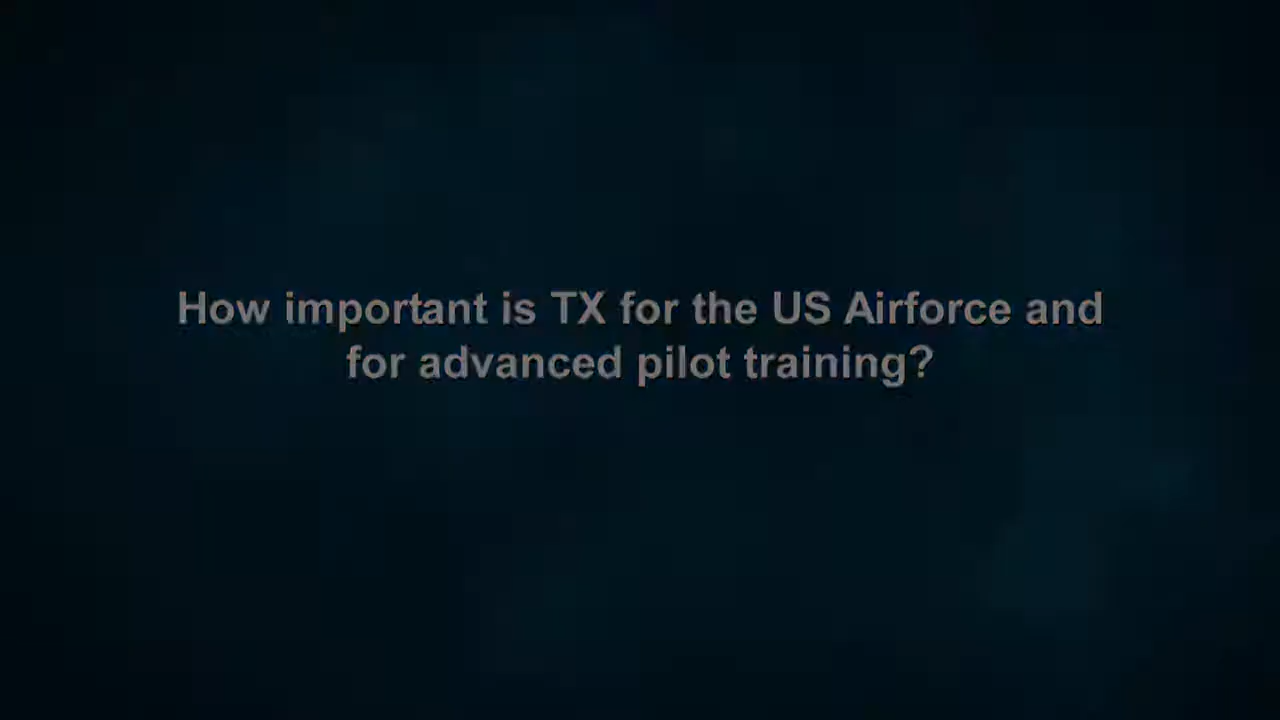 How important is TX for the US Airforce and
for advanced pilot training?